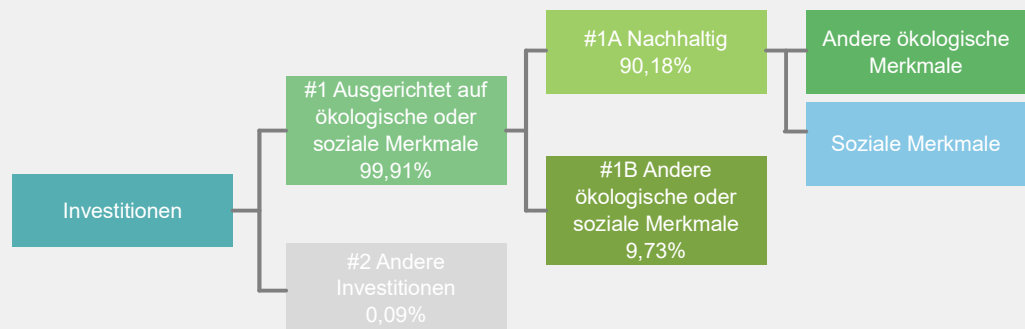 Investitionen
#1 Ausgerichtet auf
ökologische oder
soziale Merkmale
99,91%
#2 Andere
Investitionen
0,09%
#1A Nachhaltig
90,18%
#1B Andere
ökologische oder
soziale Merkmale
9,73%
Andere ökologische
Merkmale
Soziale Merkmale